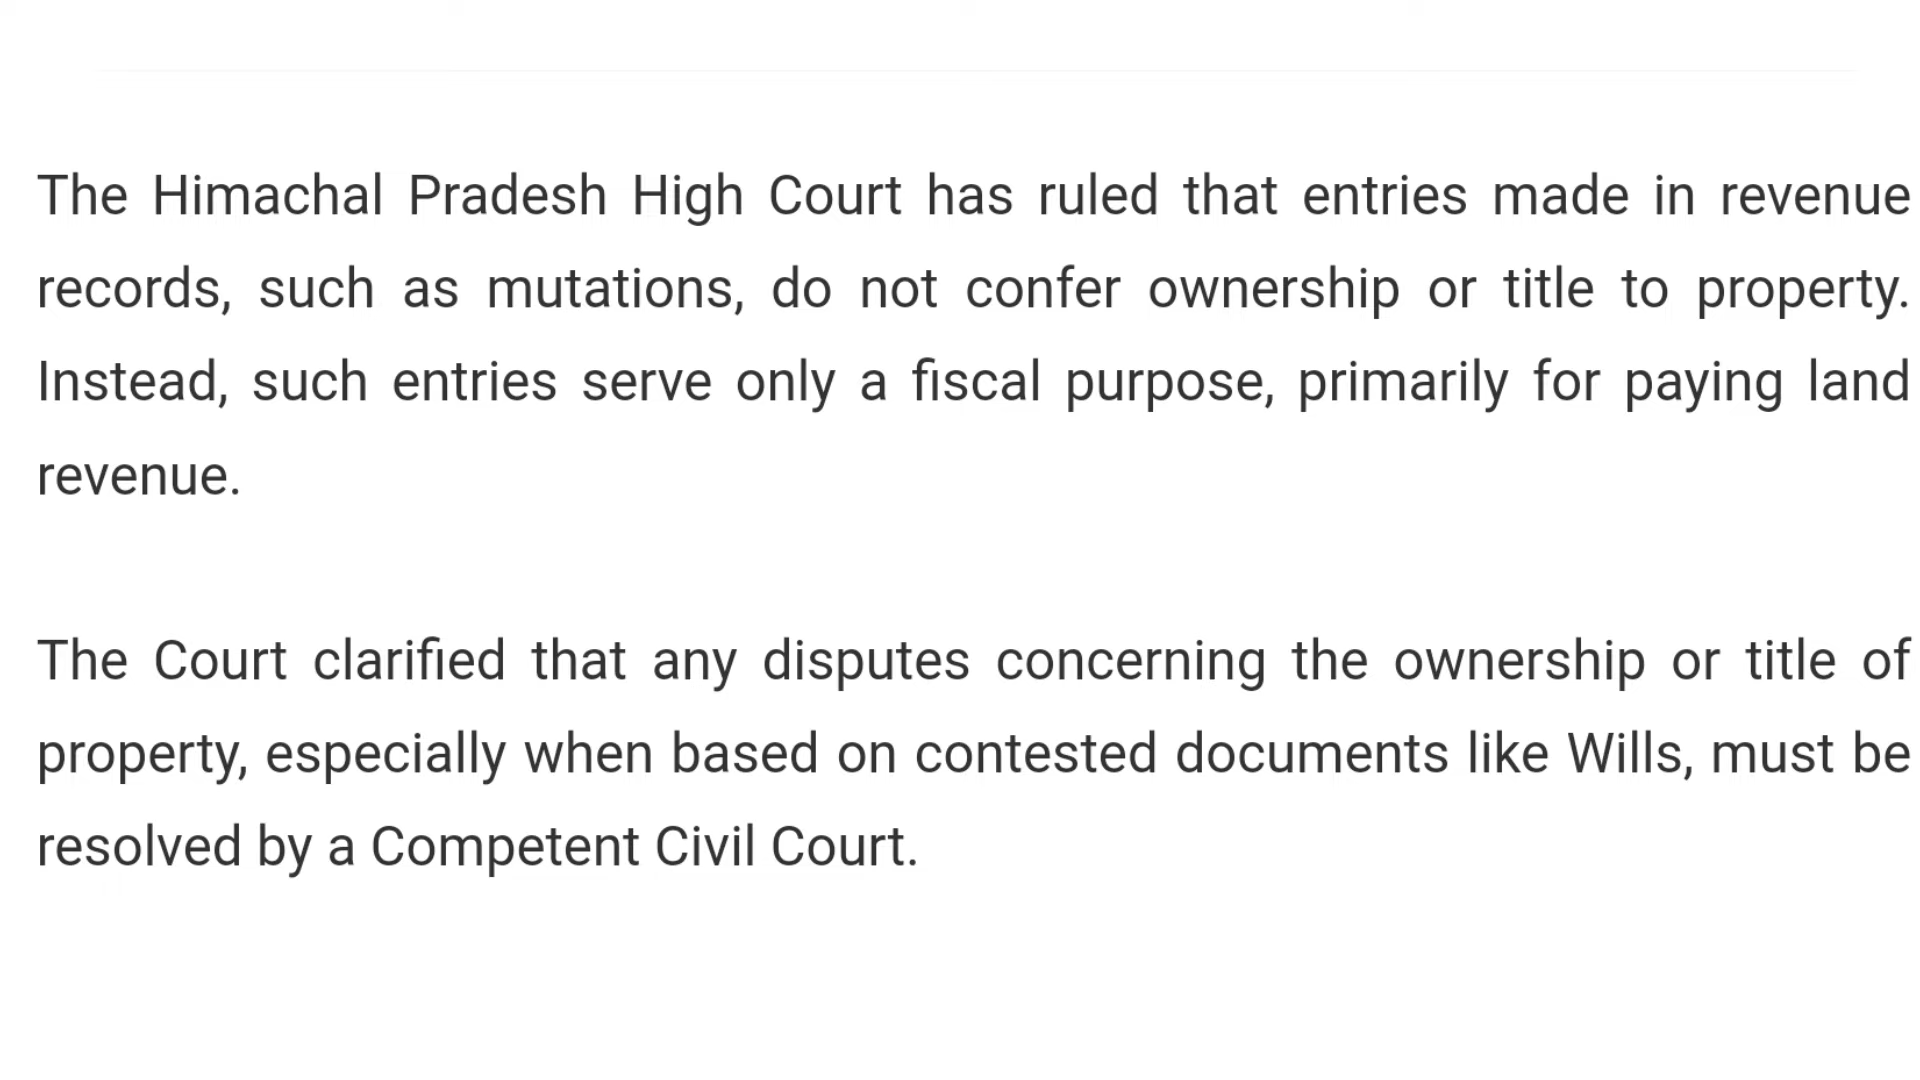 The Himachal Pradesh High Court has ruled that entries made in revenue
records, such as mutations, do not confer ownership or title to property.
Instead, such entries serve only a fiscal purpose, primarily for paying land
revenue.
The Court clarified that any disputes concerning the ownership or title of
property, especially when based on contested documents like Wills, must be
resolved by a Competent Civil Court.